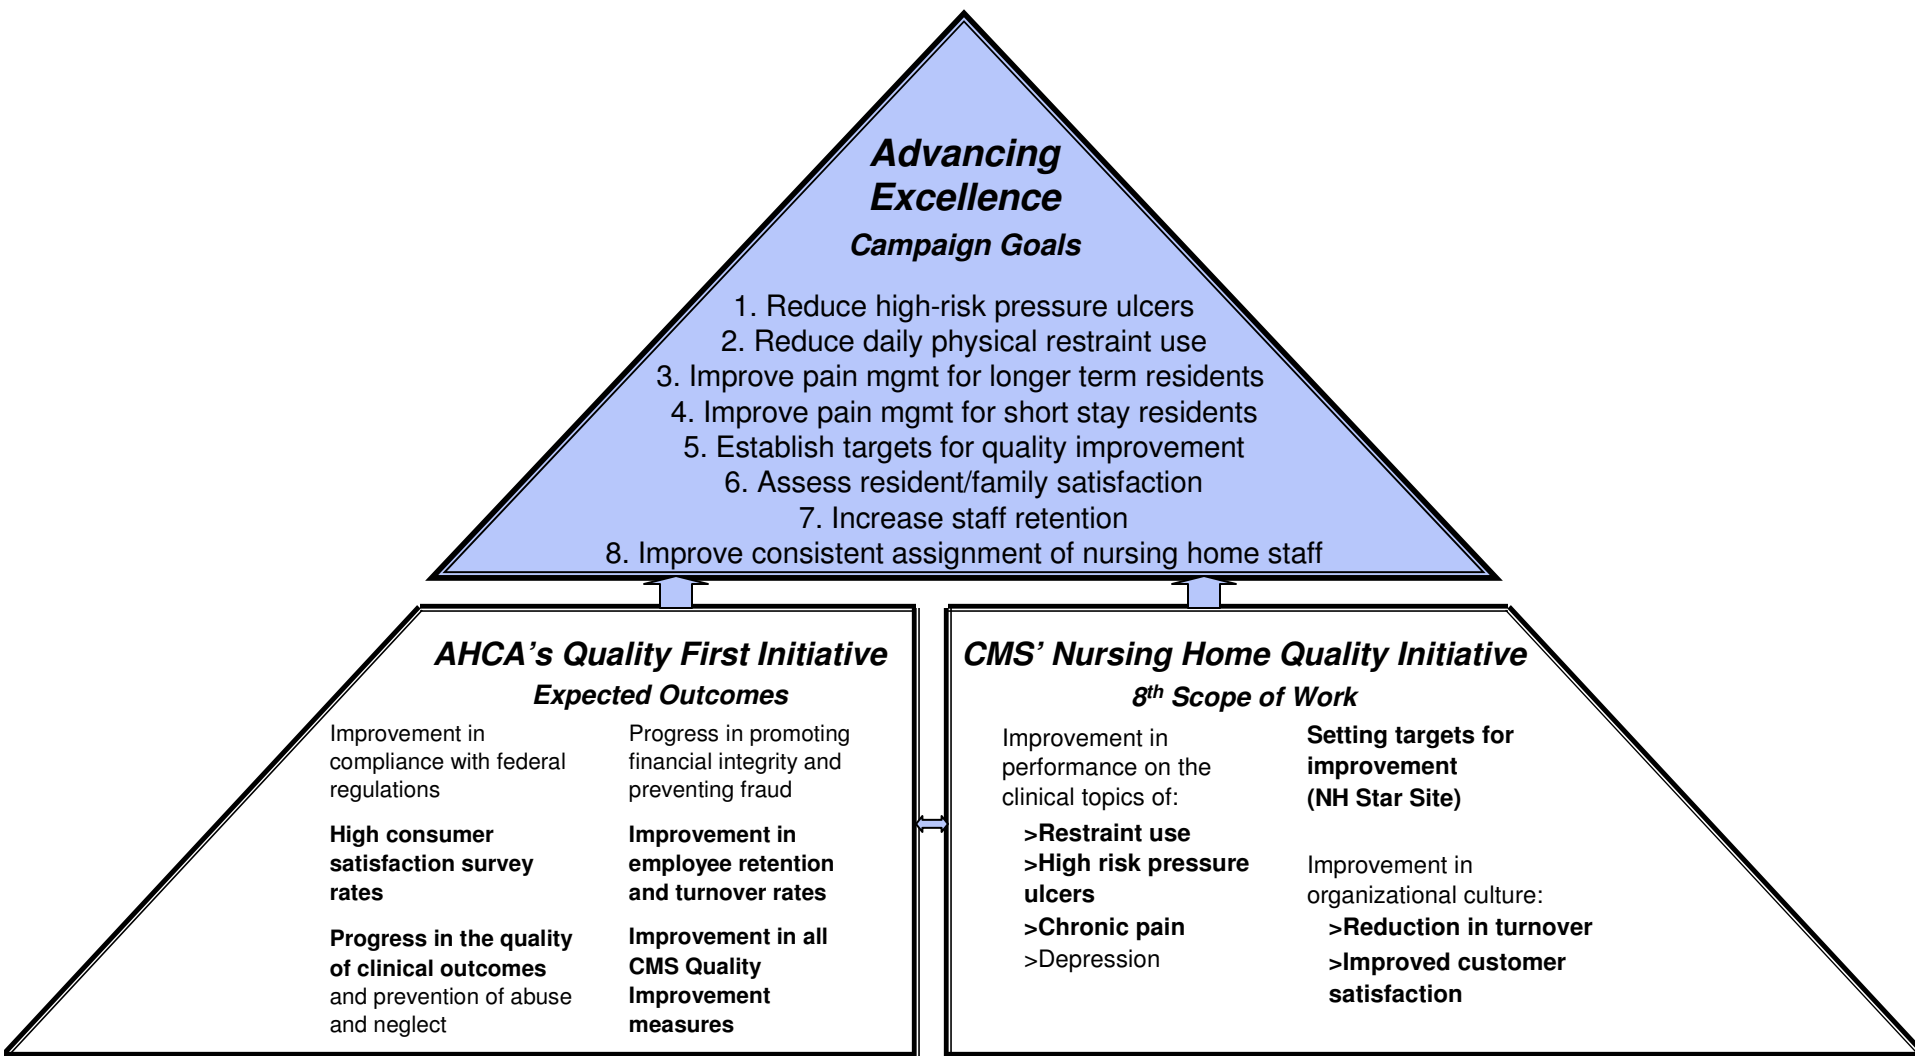 Advancing
Excellence
Campaign Goals
1. Reduce high-risk pressure ulcers
2. Reduce daily physical restraint use
3. Improve pain mgmt for longer term residents
4. Improve pain mgmt for short stay residents
5. Establish targets for quality improvement
6. Assess resident/family satisfaction
7. Increase staff retention
8. Improve consistent assignment of nursing home staff
AHCA's Quality First Initiative
Expected Outcomes
Improvement in
compliance with federal
regulations
High consumer
satisfaction survey
rates
Progress in the quality
of clinical outcomes
and prevention of abuse
and neglect
Progress in promoting
financial integrity and
preventing fraud
Improvement in
employee retention
and turnover rates
Improvement in all
CMS Quality
Improvement
measures
CMS' Nursing Home Quality Initiative
8th Scope of Work
Improvement in
performance on the
clinical topics of:
>Restraint use
>High risk pressure
ulcers
>Chronic pain
>Depression
Setting targets for
improvement
(NH Star Site)
Improvement in
organizational culture:
>Reduction in turnover
>Improved customer
satisfaction